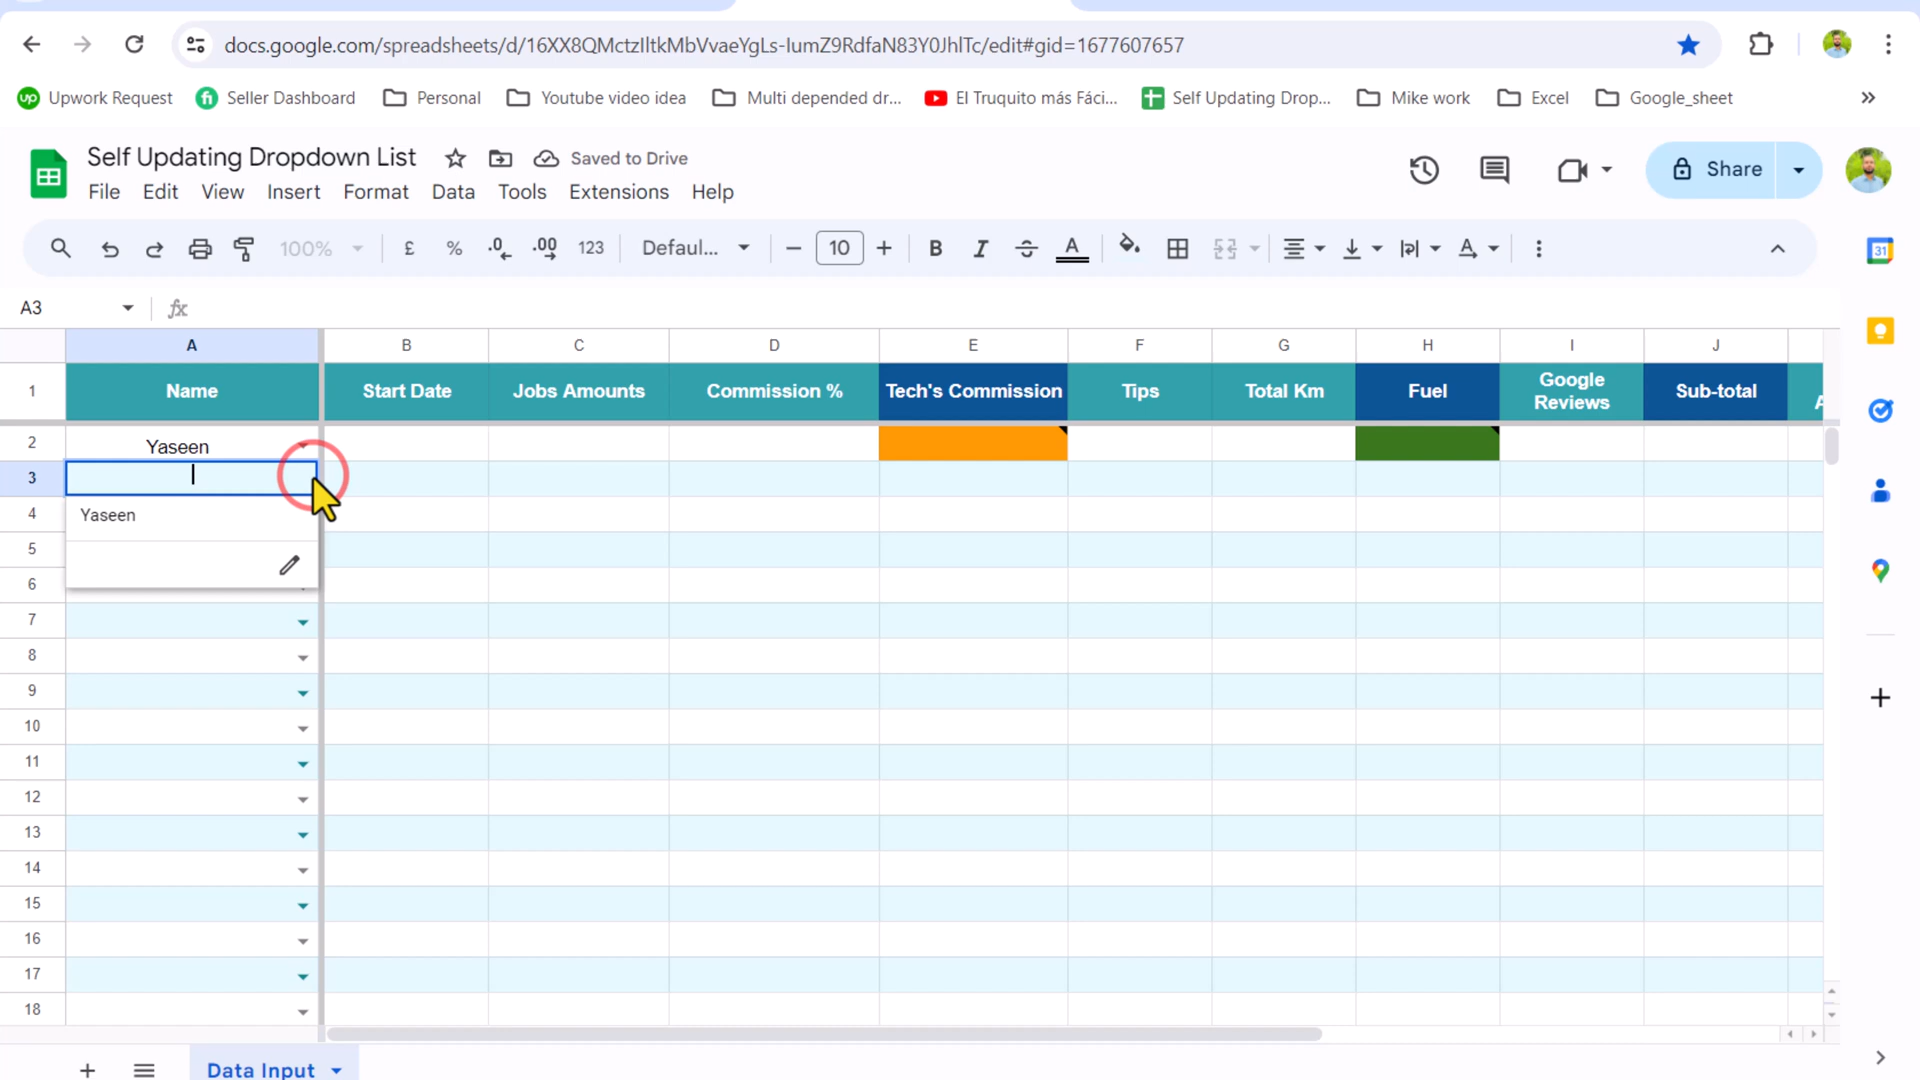 docs.google.com/spreadsheets/d/16XX8QMctzIltkMbVvaeYgLs-IumZ9RdfaN83Y0JhlTc/edit#gid=1677607657
up Upwork Request fi Seller Dashboard Personal Youtube video idea Multi depended dr... El Truquito más Fáci... Self Updating Drop... Mike work Excel Google_sheet »
Self Updating Dropdown List Saved to Drive
File Edit View Insert Format Data Tools Extensions Help
Share
100% £ % .0 .00 123 Defaul... 10 B I A
31
A3 fx
A B C D E F G H I J
1 Name Start Date Jobs Amounts Commission % Tech's Commission Tips Total Km Fuel Google Reviews Sub-total A
2 Yaseen
3
Yaseen
4
5
6
7
8
9
10
11
12
13
14
15
16
17
18
Data Input